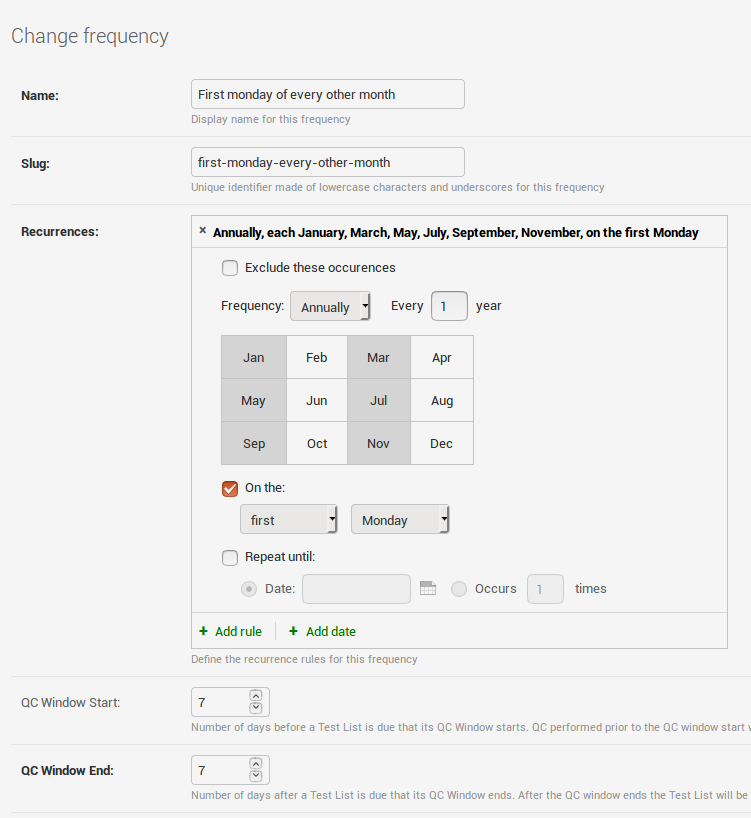 Change frequency
Name: First monday of every other month
Display name for this frequency
Slug: first-monday-every-other-month
Unique identifier made of lowercase characters and underscores for this frequency
Recurrences: × Annually, each January, March, May, July, September, November, on the first Monday
Exclude these occurences
Frequency: Annually Every 1 year
Jan Feb Mar Apr
May Jun Jul Aug
Sep Oct Nov Dec
On the:
first Monday
Repeat until:
Date: Occurs 1 times
+ Add rule + Add date
Define the recurrence rules for this frequency
QC Window Start: 7
Number of days before a Test List is due that its QC Window starts. QC performed prior to the QC window start
QC Window End: 7
Number of days after a Test List is due that its QC Window ends. After the QC window ends the Test List will be